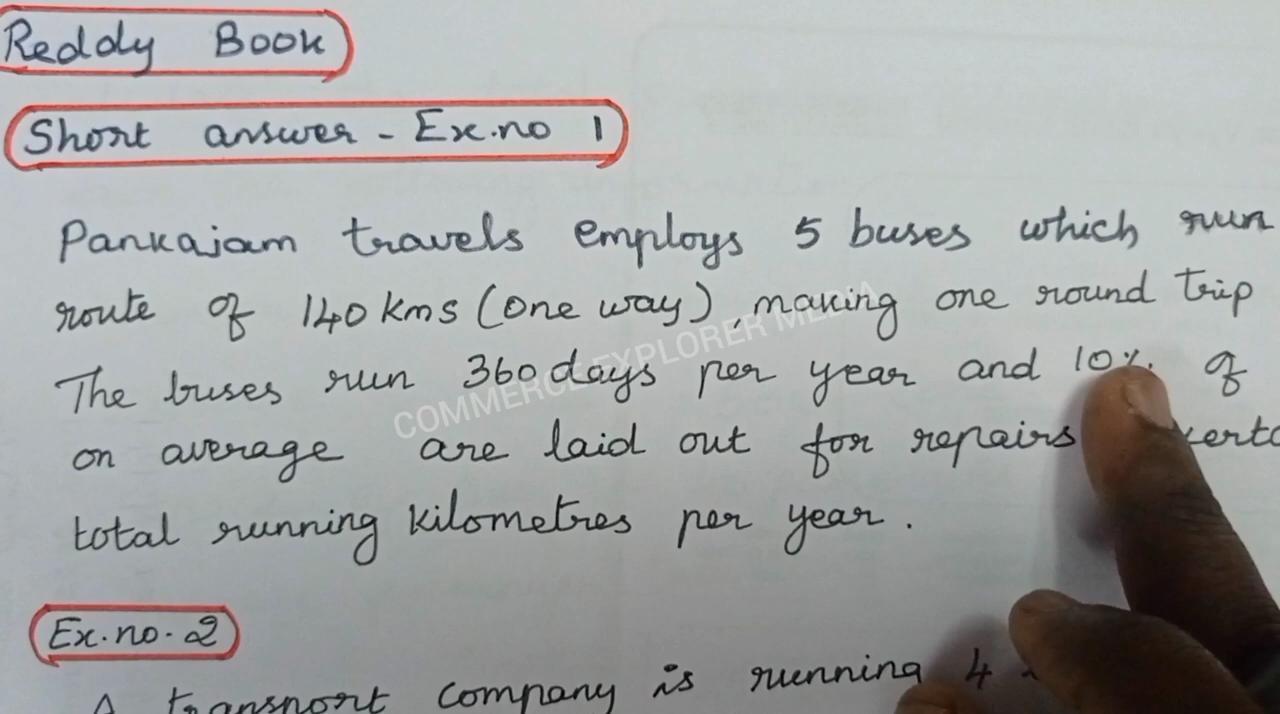 Reddy Book
Short answer - Ex.no 1
Pankajam travels employs 5 buses which run
route of 140 kms (one way), making one round trip
COMMERCE EXPLORER MEDIA
The buses run 360 days per year and 10% of
on average are laid out for repairs
total running kilometres per year.
Ex.no.2
A transport company is running 4